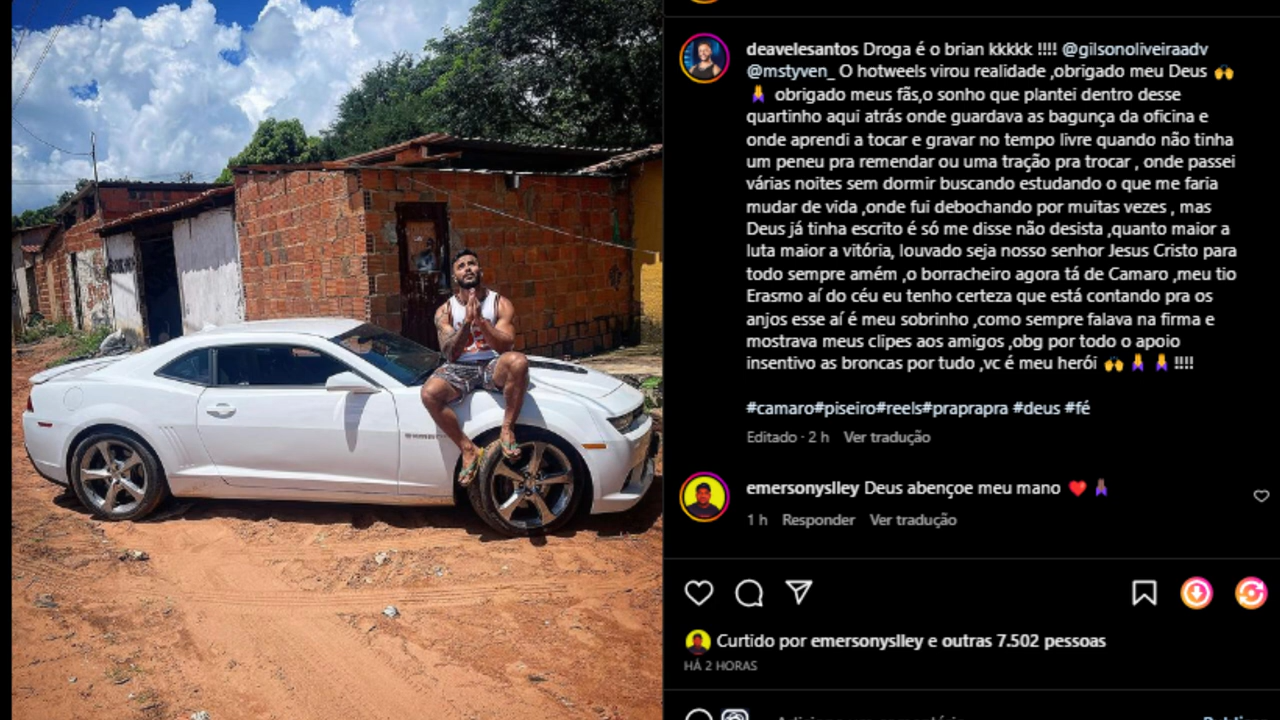 deavelesantos Droga é o brian kkkkk !!!! @gilsonoliveiraadv
@mstyven_ O hotweels virou realidade ,obrigado meu Deus 🙌
🙏 obrigado meus fãs,o sonho que plantei dentro desse
quartinho aqui atrás onde guardava as bagunça da oficina e
onde aprendi a tocar e gravar no tempo livre quando não tinha
um peneu pra remendar ou uma tração pra trocar , onde passei
várias noites sem dormir buscando estudando o que me faria
mudar de vida ,onde fui debochando por muitas vezes , mas
Deus já tinha escrito é só me disse não desista ,quanto maior a
luta maior a vitória, louvado seja nosso senhor Jesus Cristo para
todo sempre amém ,o borracheiro agora tá de Camaro ,meu tio
Erasmo aí do céu eu tenho certeza que está contando pra os
anjos esse aí é meu sobrinho ,como sempre falava na firma e
mostrava meus clipes aos amigos ,obg por todo o apoio
insentivo as broncas por tudo ,vc é meu herói 🙌🙏🙏!!!!
#camaro#piseiro#reels#praprapra #deus #fé
Editado · 2 h Ver tradução
emersonyslley Deus abençoe meu mano ❤️🙏🏾
1 h Responder Ver tradução
Curtido por emersonyslley e outras 7.502 pessoas
HÁ 2 HORAS